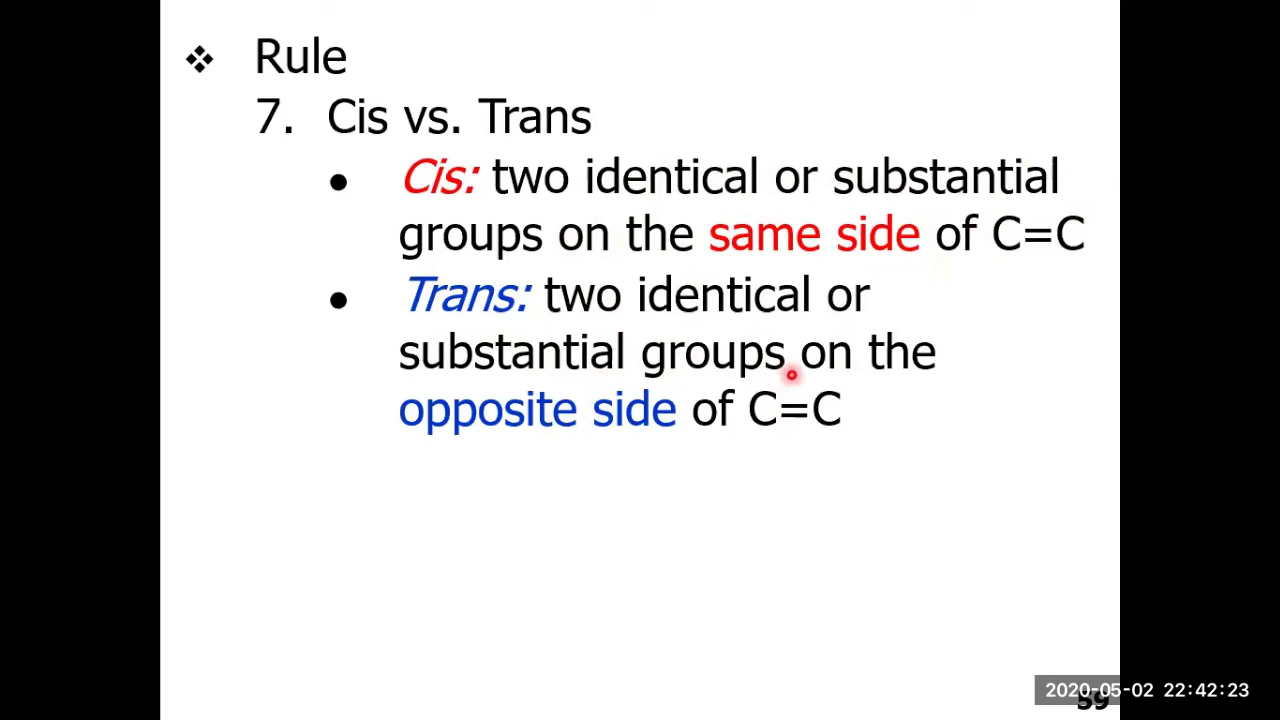 ❖ Rule
7. Cis vs. Trans
• Cis: two identical or substantial
groups on the same side of C=C
• Trans: two identical or
substantial groups on the
opposite side of C=C
2020-05-02 22:42:23
59